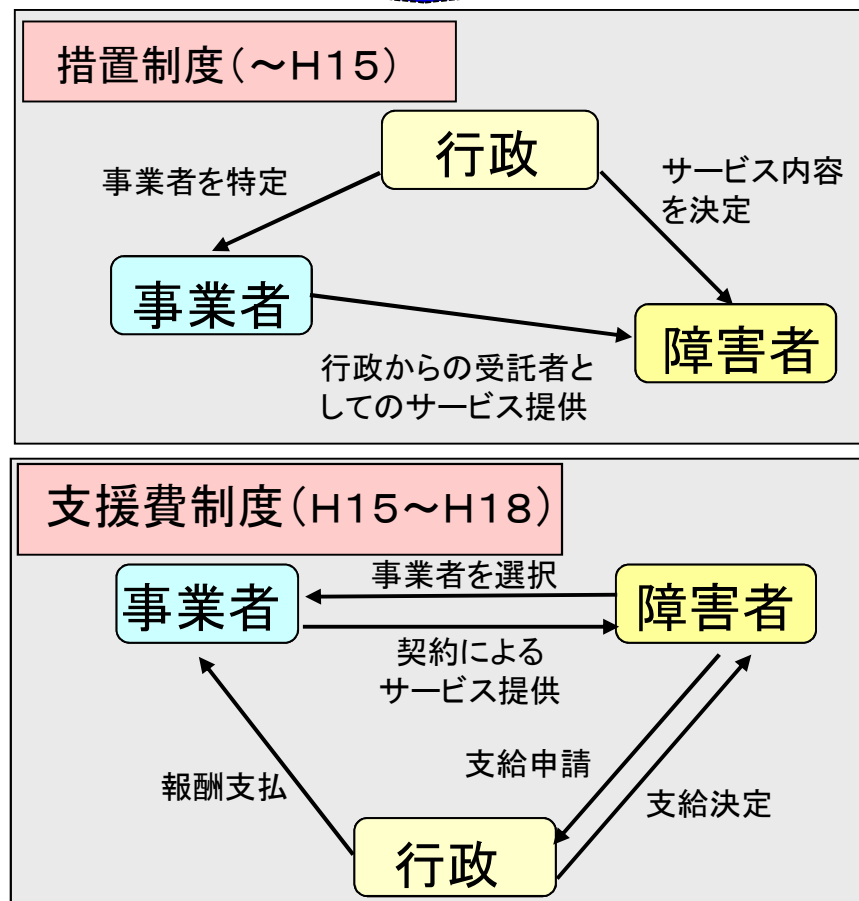 措置制度(～H15)
行政
事業者を特定
サービス内容
を決定
事業者
障害者
行政からの受託者と
してのサービス提供
支援費制度(H15～H18)
事業者を選択
事業者
障害者
契約による
サービス提供
支給申請
報酬支払
支給決定
行政